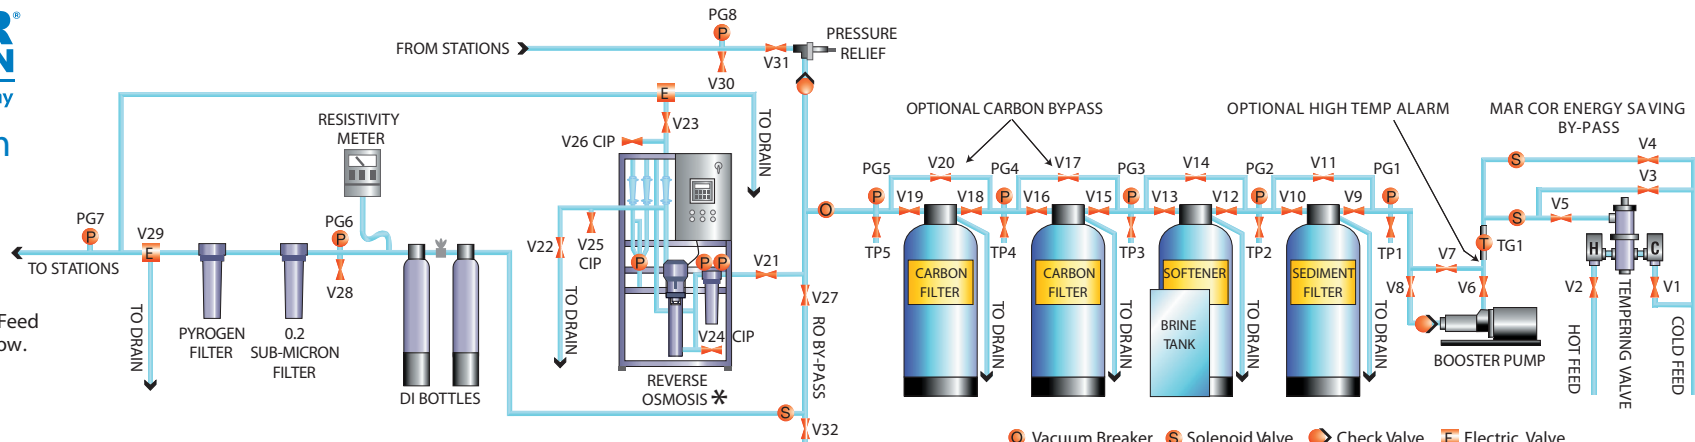 R®
N
ny
n
Feed
ow.
FROM STATIONS
PG8
P
V30
V31
PRESSURE
RELIEF
E
V23
V26 CIP
TO DRAIN
RESISTIVITY
METER
PG7
P
TO STATIONS
V29
E
TO DRAIN
PYROGEN
FILTER
0.2
SUB-MICRON
FILTER
PG6
P
V28
DI BOTTLES
V22
V25
CIP
TO DRAIN
P
P P
V21
V24 CIP
REVERSE
OSMOSIS *
V27
RO BY-PASS
S
V32
O
OPTIONAL CARBON BY-PASS
PG5
P
V19
TP5
V20
V18
CARBON
FILTER
TO DRAIN
PG4
P
TP4
V16
V17
V15
CARBON
FILTER
TO DRAIN
PG3
P
TP3
V13
V14
V12
SOFTENER
BRINE
TANK
TO DRAIN
PG2
P
TP2
V10
V11
V9
SEDIMENT
FILTER
TO DRAIN
PG1
P
TP1
OPTIONAL HIGH TEMP ALARM
V7
V8
V6
T
TG1
BOOSTER PUMP
MAR COR ENERGY SAVING
BY-PASS
S
V4
V3
S
V5
H
C
V2
V1
HOT FEED
TEMPERING VALVE
COLD FEED
O Vacuum Breaker S Solenoid Valve Check Valve E Electric Valve